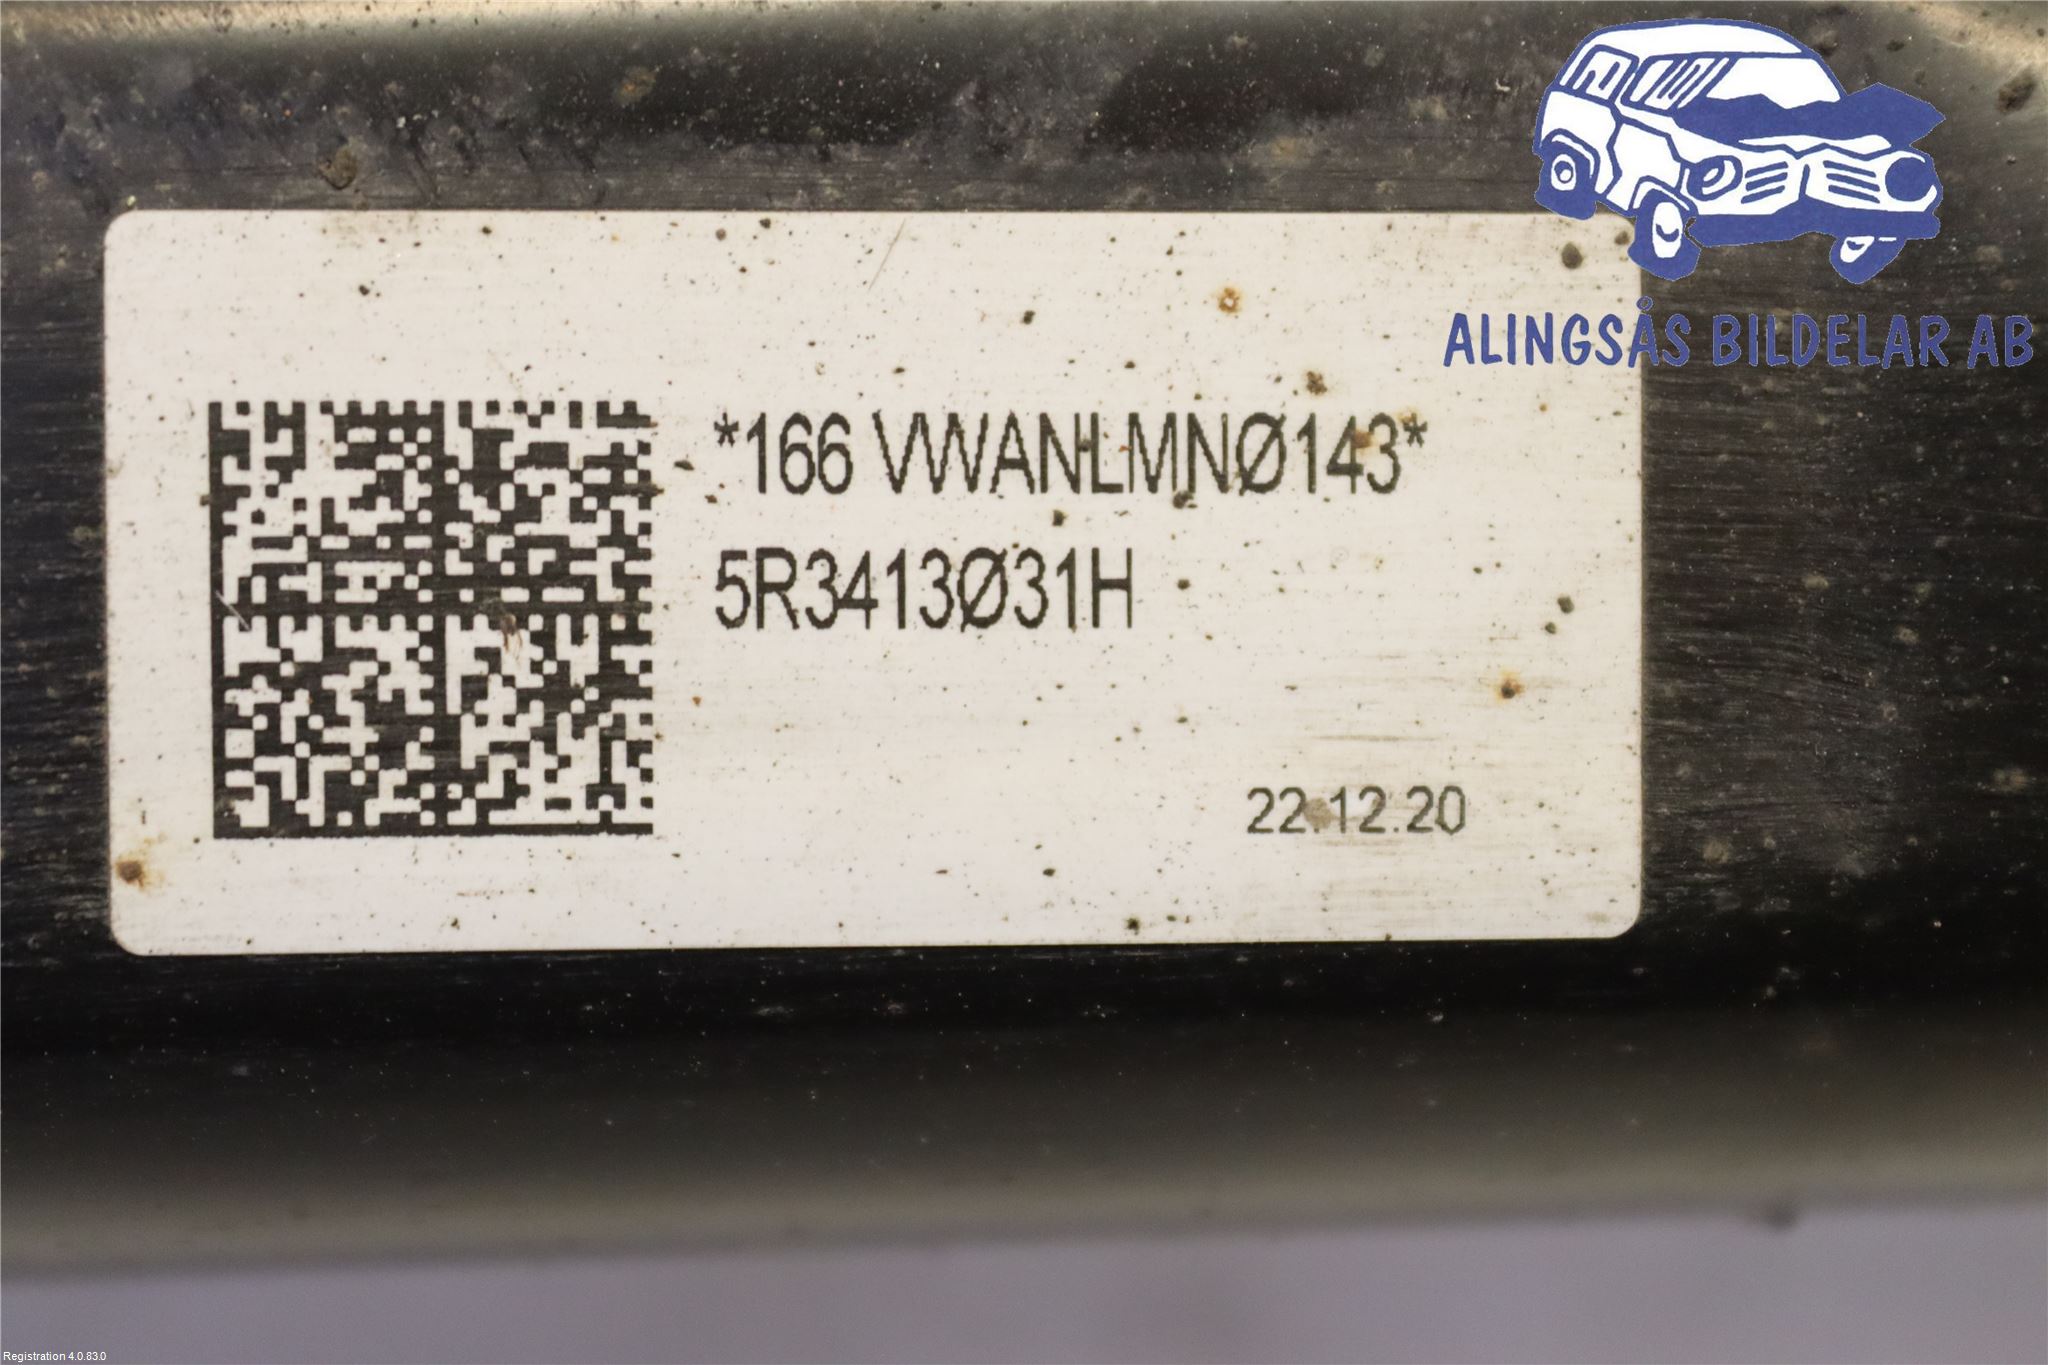 ALINGSÅS BILDELAR AB
*166 VWANLMNØ143*
5R3413Ø31H
22.12.20
Registration 4.0.83.0